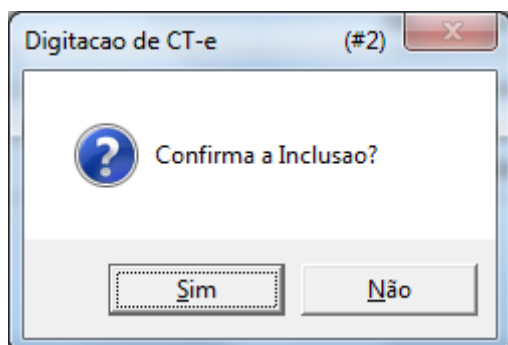 Digitacao de CT-e (#2)
Confirma a Inclusao?
Sim Não